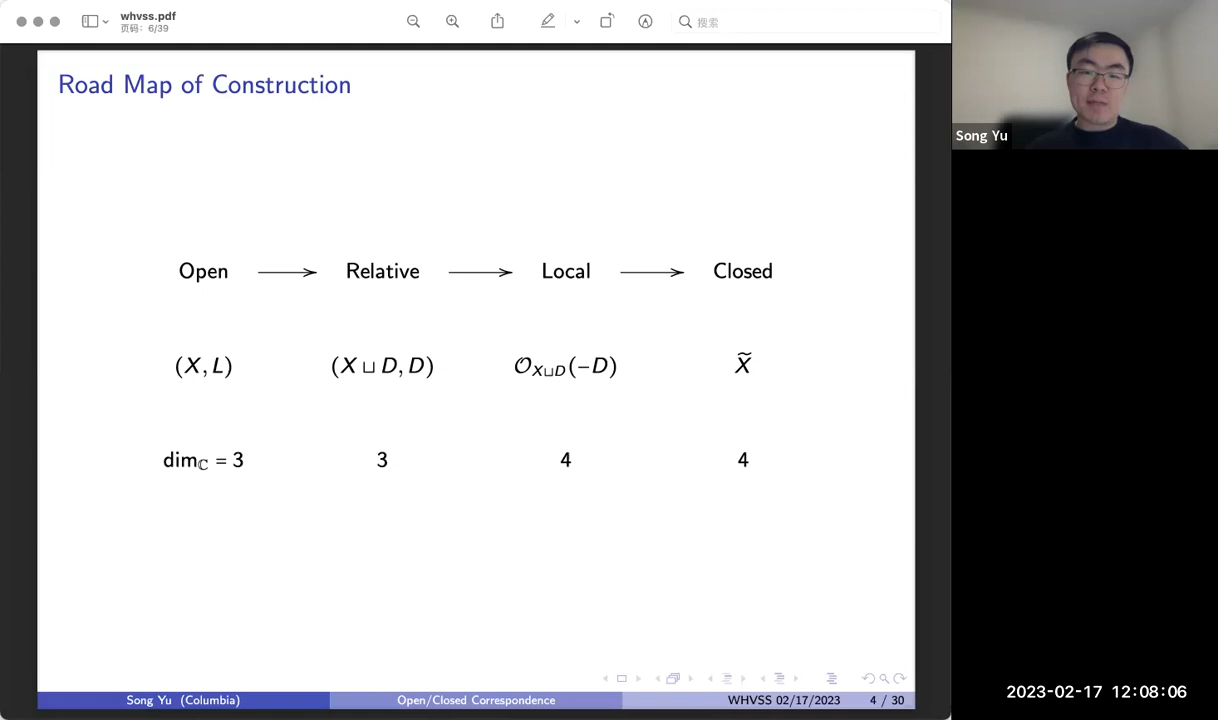 whvss.pdf
页码：6/39
搜索
Road Map of Construction
Open → Relative → Local → Closed
(X, L) (X ⊔ D, D) 𝒪_{X⊔D}(−D) X̃
dim_ℂ = 3 3 4 4
Song Yu (Columbia) Open/Closed Correspondence WHVSS 02/17/2023 4 / 30
Song Yu
2023-02-17 12:08:06